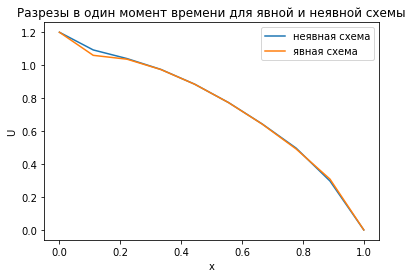 Разрезы в один момент времени для явной и неявной схемы
неявная схема
явная схема
1.2
1.0
0.8
0.6
0.4
0.2
0.0
U
0.0 0.2 0.4 0.6 0.8 1.0
x